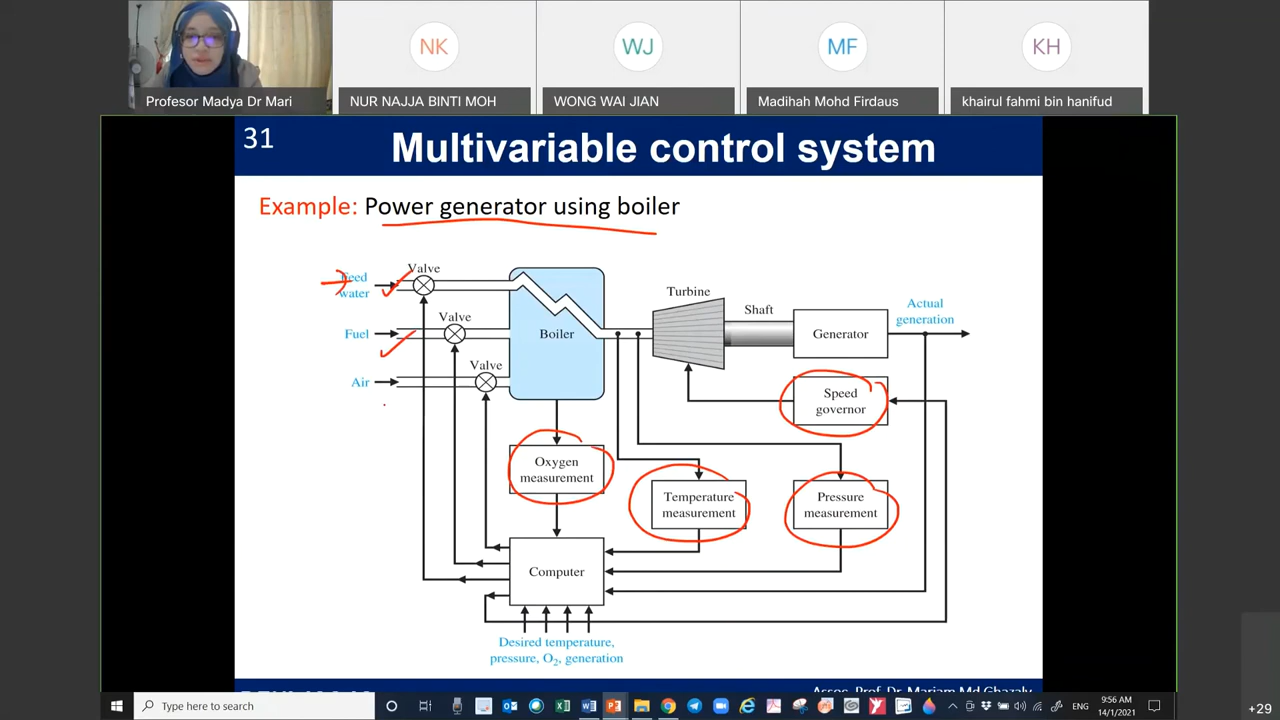 NK
WJ
MF
KH
Profesor Madya Dr Mari
NUR NAJJA BINTI MOH
WONG WAI JIAN
Madihah Mohd Firdaus
khairul fahmi bin hanifud
31
Multivariable control system
Example: Power generator using boiler
Feed
water
Valve
Fuel
Valve
Air
Valve
Boiler
Turbine
Shaft
Generator
Actual
generation
Speed
governor
Oxygen
measurement
Temperature
measurement
Pressure
measurement
Computer
Desired temperature,
pressure, O₂, generation
Assoc. Prof. Dr. Mariam Md Ghazaly
Type here to search
ENG
9:56 AM
14/1/2021
+29